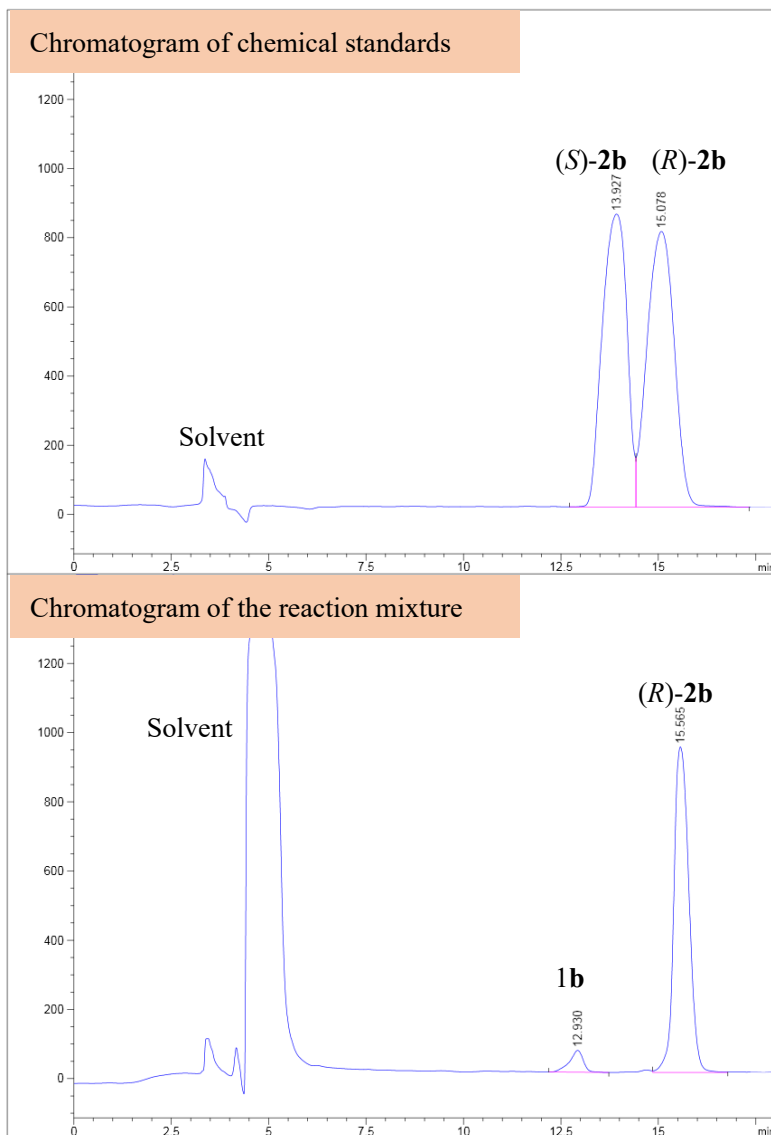 Chromatogram of chemical standards
1200
1000
800
600
400
200
0
(S)-2b
(R)-2b
13.927
15.078
Solvent
0 2.5 5 7.5 10 12.5 15 min
Chromatogram of the reaction mixture
1200
1000
800
600
400
200
0
Solvent
(R)-2b
15.565
1b
12.930
0 2.5 5 7.5 10 12.5 15 min